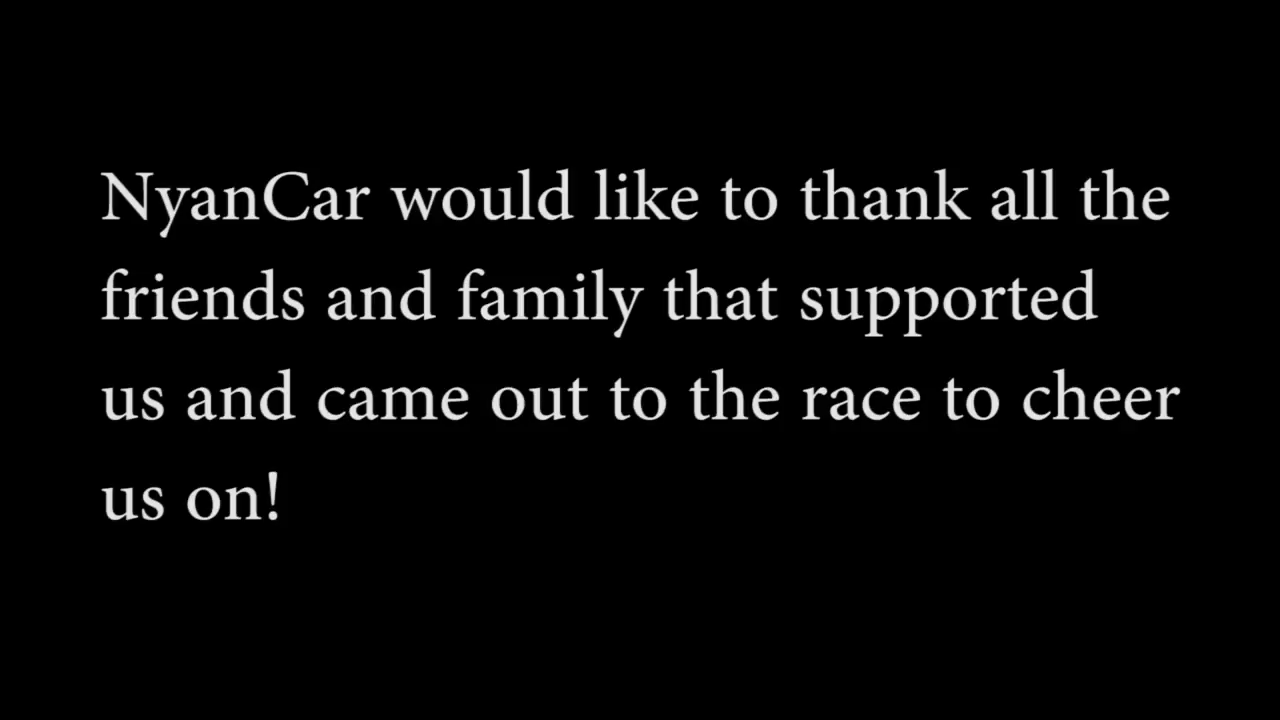 NyanCar would like to thank all the
friends and family that supported
us and came out to the race to cheer
us on!